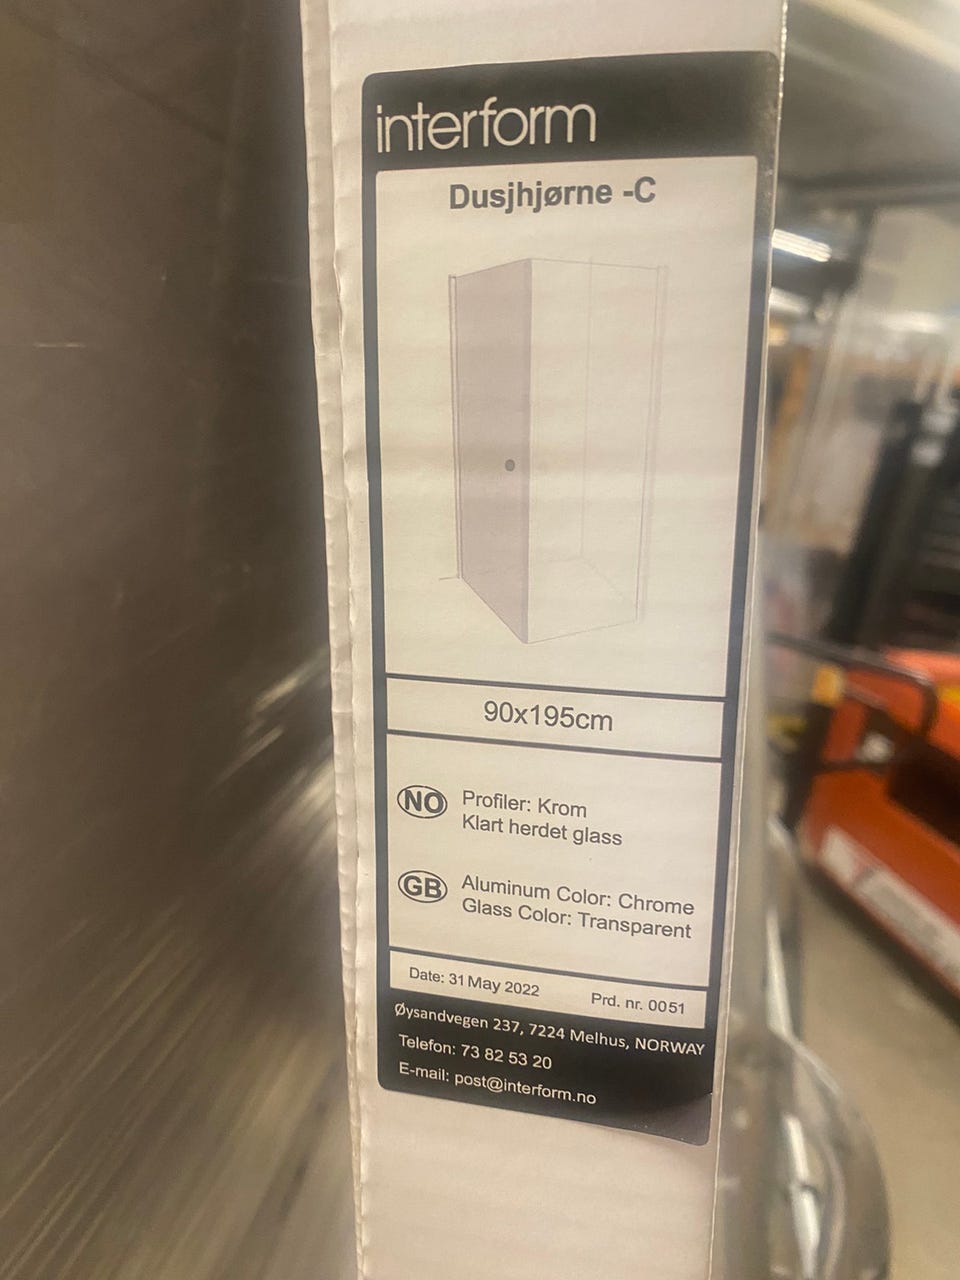 interform
Dusjhjørne -C
90x195cm
NO Profiler: Krom
Klart herdet glass
GB Aluminum Color: Chrome
Glass Color: Transparent
Date: 31 May 2022 Prd. nr. 0051
Øysandvegen 237, 7224 Melhus, NORWAY
Telefon: 73 82 53 20
E-mail: post@interform.no